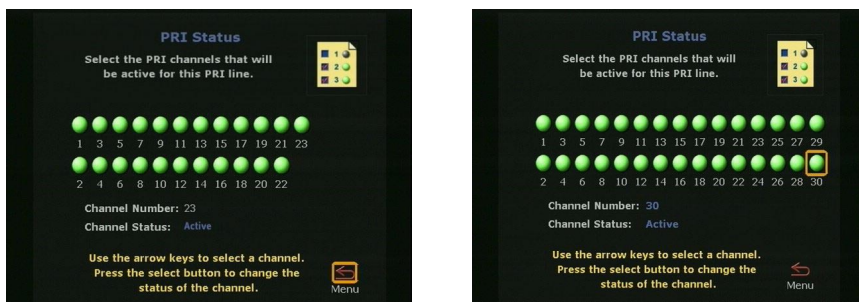 PRI Status
Select the PRI channels that will
be active for this PRI line.
1
2
3
1 3 5 7 9 11 13 15 17 19 21 23
2 4 6 8 10 12 14 16 18 20 22
Channel Number: 23
Channel Status: Active
Use the arrow keys to select a channel.
Press the select button to change the
status of the channel.
Menu
PRI Status
Select the PRI channels that will
be active for this PRI line.
1
2
3
1 3 5 7 9 11 13 15 17 19 21 23 25 27 29
2 4 6 8 10 12 14 16 18 20 22 24 26 28 30
Channel Number: 30
Channel Status: Active
Use the arrow keys to select a channel.
Press the select button to change the
status of the channel.
Menu